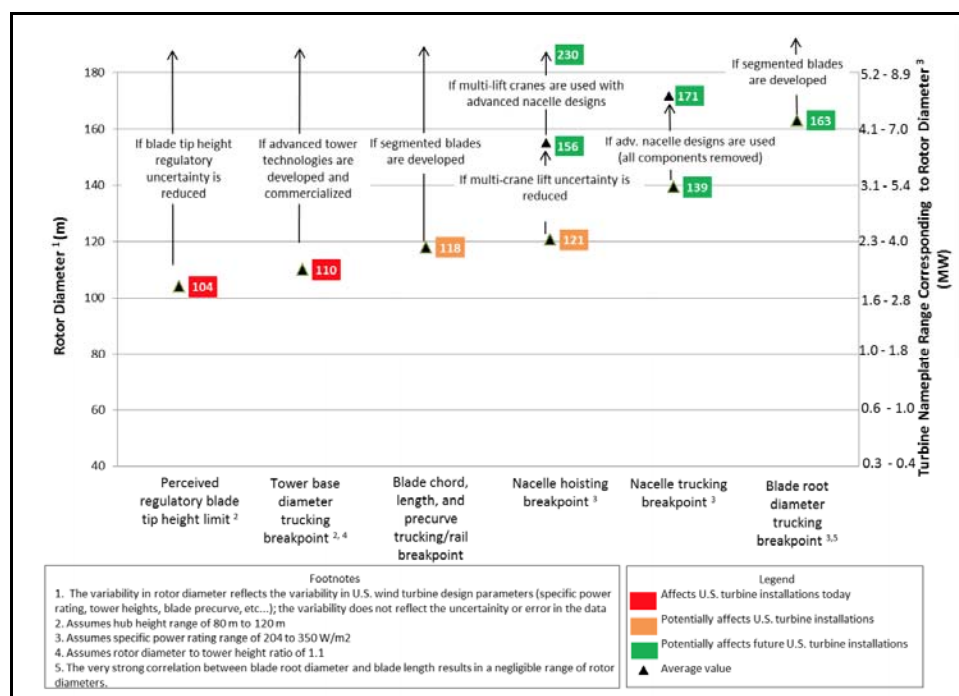 230
180
If multi-lift cranes are used with
advanced nacelle designs
If segmented blades
are developed
5.2 - 8.9
171
160
If blade tip height
regulatory
uncertainty is
reduced
If advanced tower
technologies are
developed and
commercialized
If segmented blades
are developed
156
If adv. nacelle designs are used
(all components removed)
163
4.1 - 7.0
140
If multi-crane lift uncertainty is
reduced
139
3.1 - 5.4
120
118
121
2.3 - 4.0
104
110
100
1.6 - 2.8
80
1.0 - 1.8
60
0.6 - 1.0
40
0.3 - 0.4
Rotor Diameter 1 (m)
Turbine Nameplate Range Corresponding to Rotor Diameter 3
(MW)
Perceived
regulatory blade
tip height limit 2
Tower base
diameter
trucking
breakpoint 2, 4
Blade chord,
length, and
precurve
trucking/rail
breakpoint
Nacelle hoisting
breakpoint 3
Nacelle trucking
breakpoint 3
Blade root
diameter
trucking
breakpoint 3,5
Footnotes
1. The variability in rotor diameter reflects the variability in U.S. wind turbine design parameters (specific power
rating, tower heights, blade precurve, etc...); the variability does not reflect the uncertainity or error in the data
2. Assumes hub height range of 80 m to 120 m
3. Assumes specific power rating range of 204 to 350 W/m2
4. Assumes rotor diameter to tower height ratio of 1.1
5. The very strong correlation between blade root diameter and blade length results in a negligible range of rotor
diameters.
Legend
Affects U.S. turbine installations today
Potentially affects U.S. turbine installations
Potentially affects future U.S. turbine installations
Average value